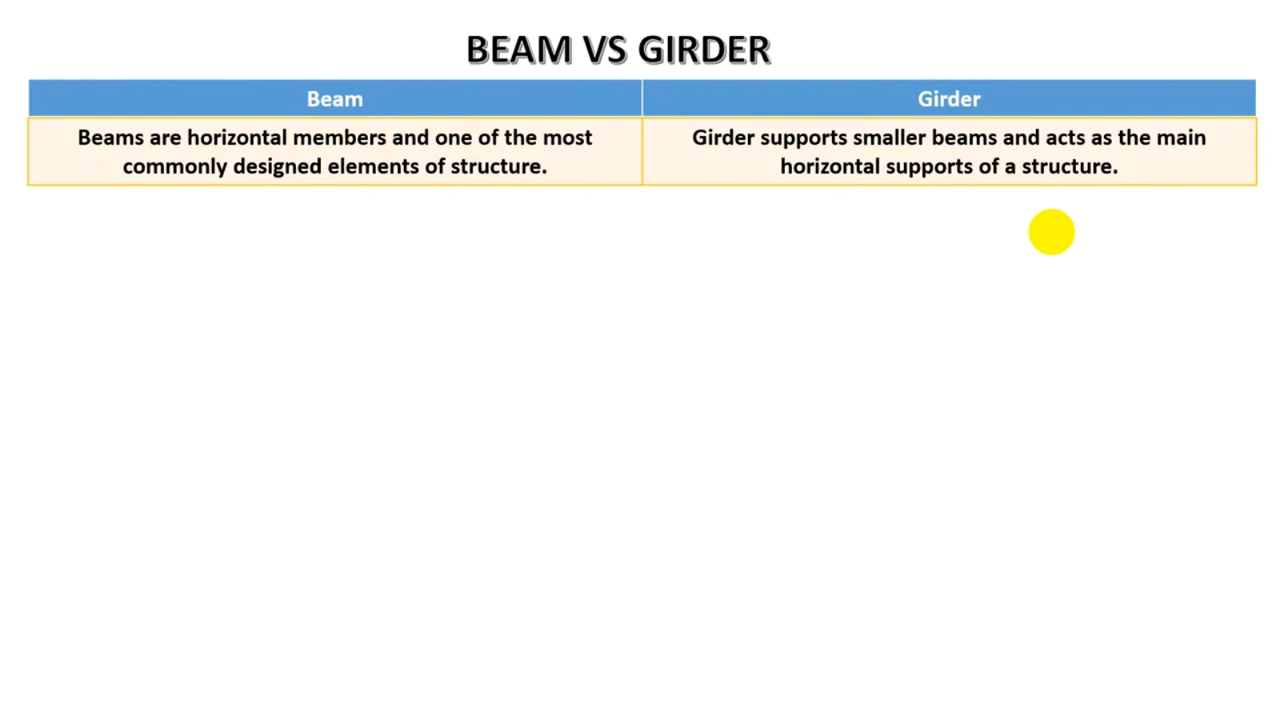 BEAM VS GIRDER
Beam
Girder
Beams are horizontal members and one of the most
commonly designed elements of structure.
Girder supports smaller beams and acts as the main
horizontal supports of a structure.